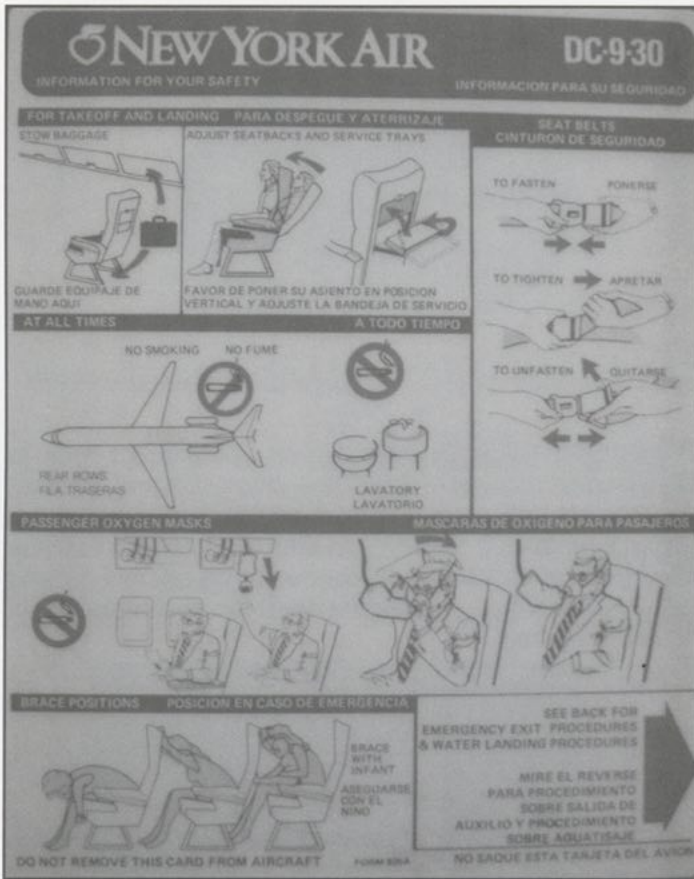 NEW YORK AIR
DC-9-30
INFORMATION FOR YOUR SAFETY
INFORMACION PARA SU SEGURIDAD
FOR TAKEOFF AND LANDING PARA DESPEGUE Y ATERRIZAJE
STOW BAGGAGE
GUARDE EQUIPAJE DE
MANO AQUI
ADJUST SEATBACKS AND SERVICE TRAYS
FAVOR DE PONER SU ASIENTO EN POSICION
VERTICAL Y ADJUSTE LA BANDEJA DE SERVICIO
SEAT BELTS
CINTURON DE SEGURIDAD
TO FASTEN PONERSE
TO TIGHTEN APRETAR
TO UNFASTEN QUITARSE
AT ALL TIMES A TODO TIEMPO
NO SMOKING NO FUME
REAR ROWS
FILA TRASERAS
LAVATORY
LAVATORIO
PASSENGER OXYGEN MASKS MASCARAS DE OXIGENO PARA PASAJEROS
BRACE POSITIONS POSICION EN CASO DE EMERGENCIA
BRACE
WITH
INFANT
ASEGUARSE
CON EL
NINO
SEE BACK FOR
EMERGENCY EXIT PROCEDURES
& WATER LANDING PROCEDURES
MIRE EL REVERSE
PARA PROCEDIMIENTO
SOBRE SALIDA DE
AUXILIO Y PROCEDIMIENTO
SOBRE AGUATISAJE
DO NOT REMOVE THIS CARD FROM AIRCRAFT
FORM
NO SAQUE ESTA TARJETA DEL AVION